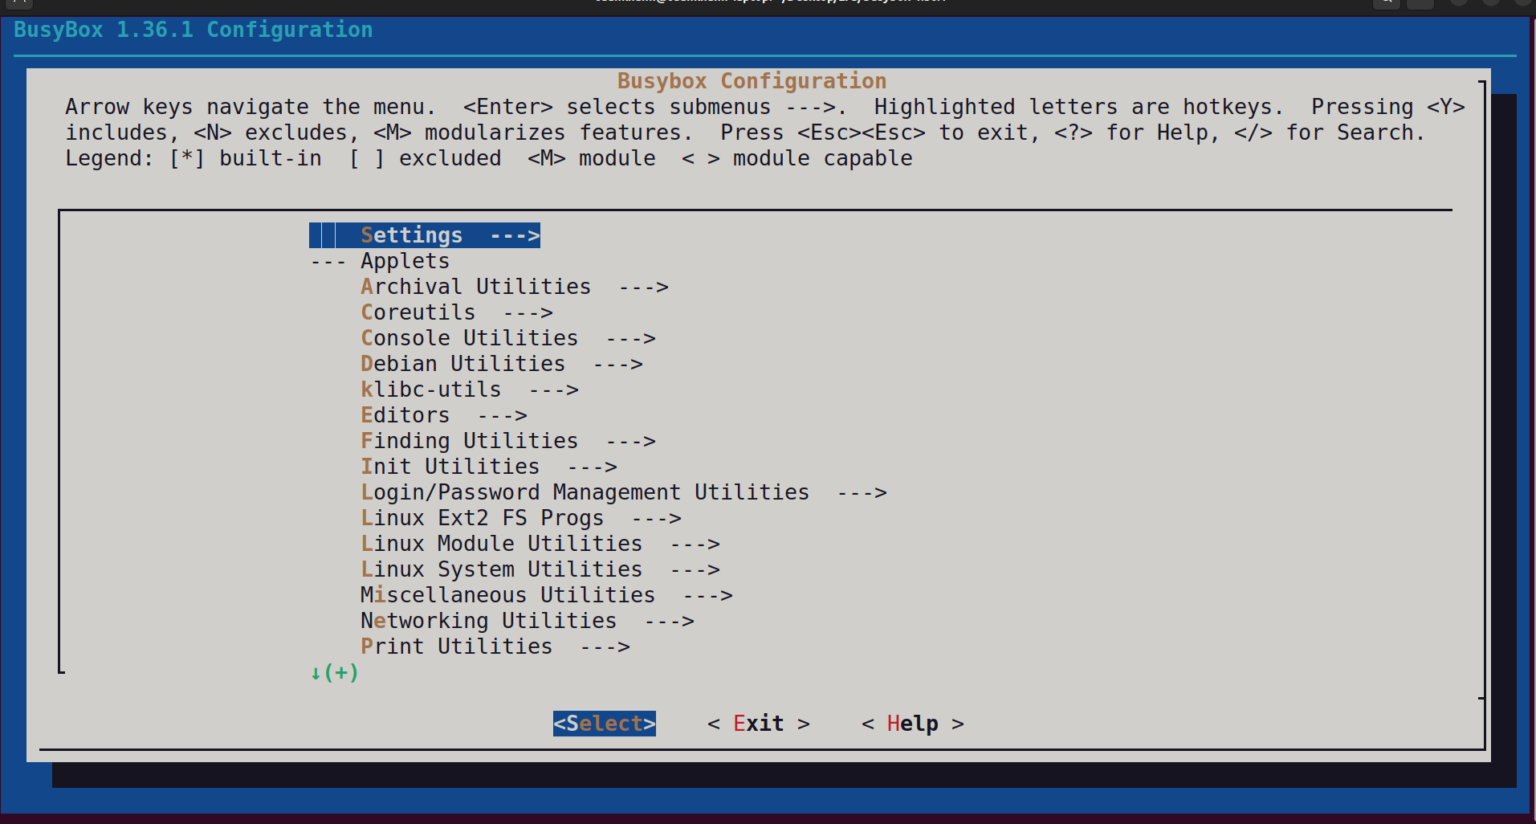 BusyBox 1.36.1 Configuration
Busybox Configuration
Arrow keys navigate the menu.  <Enter> selects submenus --->.  Highlighted letters are hotkeys.  Pressing <Y>
includes, <N> excludes, <M> modularizes features.  Press <Esc><Esc> to exit, <?> for Help, </> for Search.
Legend: [*] built-in  [ ] excluded  <M> module  < > module capable
Settings  --->
--- Applets
Archival Utilities  --->
Coreutils  --->
Console Utilities  --->
Debian Utilities  --->
klibc-utils  --->
Editors  --->
Finding Utilities  --->
Init Utilities  --->
Login/Password Management Utilities  --->
Linux Ext2 FS Progs  --->
Linux Module Utilities  --->
Linux System Utilities  --->
Miscellaneous Utilities  --->
Networking Utilities  --->
Print Utilities  --->
↓(+)
<Select>    < Exit >    < Help >